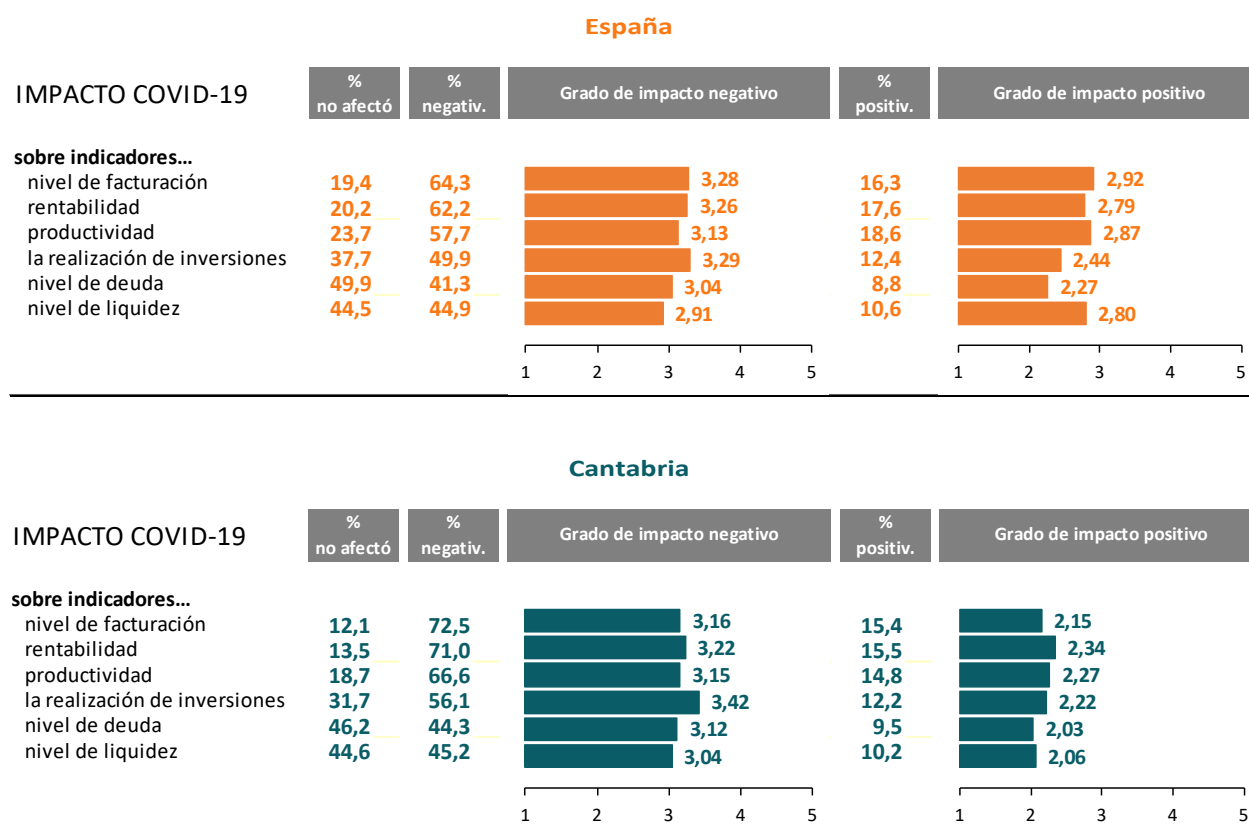 España
IMPACTO COVID-19
% no afectó
% negativ.
Grado de impacto negativo
% positiv.
Grado de impacto positivo
sobre indicadores...
nivel de facturación 19,4 64,3 3,28 16,3 2,92
rentabilidad 20,2 62,2 3,26 17,6 2,79
productividad 23,7 57,7 3,13 18,6 2,87
la realización de inversiones 37,7 49,9 3,29 12,4 2,44
nivel de deuda 49,9 41,3 3,04 8,8 2,27
nivel de liquidez 44,5 44,9 2,91 10,6 2,80
1 2 3 4 5 1 2 3 4 5
Cantabria
IMPACTO COVID-19
% no afectó
% negativ.
Grado de impacto negativo
% positiv.
Grado de impacto positivo
sobre indicadores...
nivel de facturación 12,1 72,5 3,16 15,4 2,15
rentabilidad 13,5 71,0 3,22 15,5 2,34
productividad 18,7 66,6 3,15 14,8 2,27
la realización de inversiones 31,7 56,1 3,42 12,2 2,22
nivel de deuda 46,2 44,3 3,12 9,5 2,03
nivel de liquidez 44,6 45,2 3,04 10,2 2,06
1 2 3 4 5 1 2 3 4 5